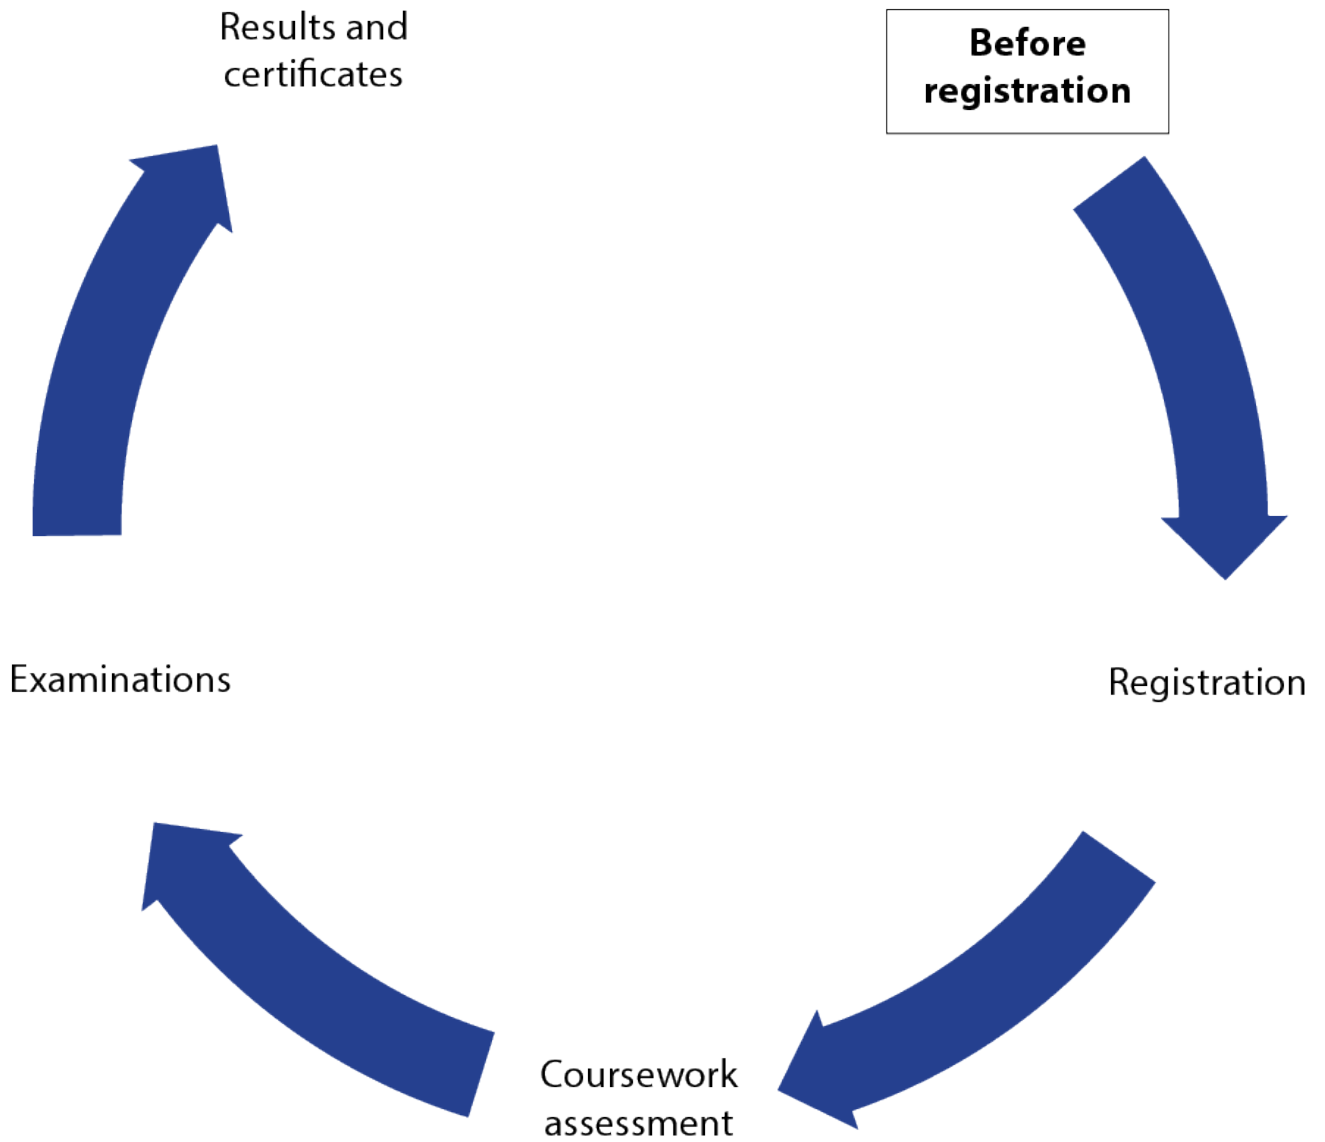 Results and
certificates
Before
registration
Examinations
Registration
Coursework
assessment